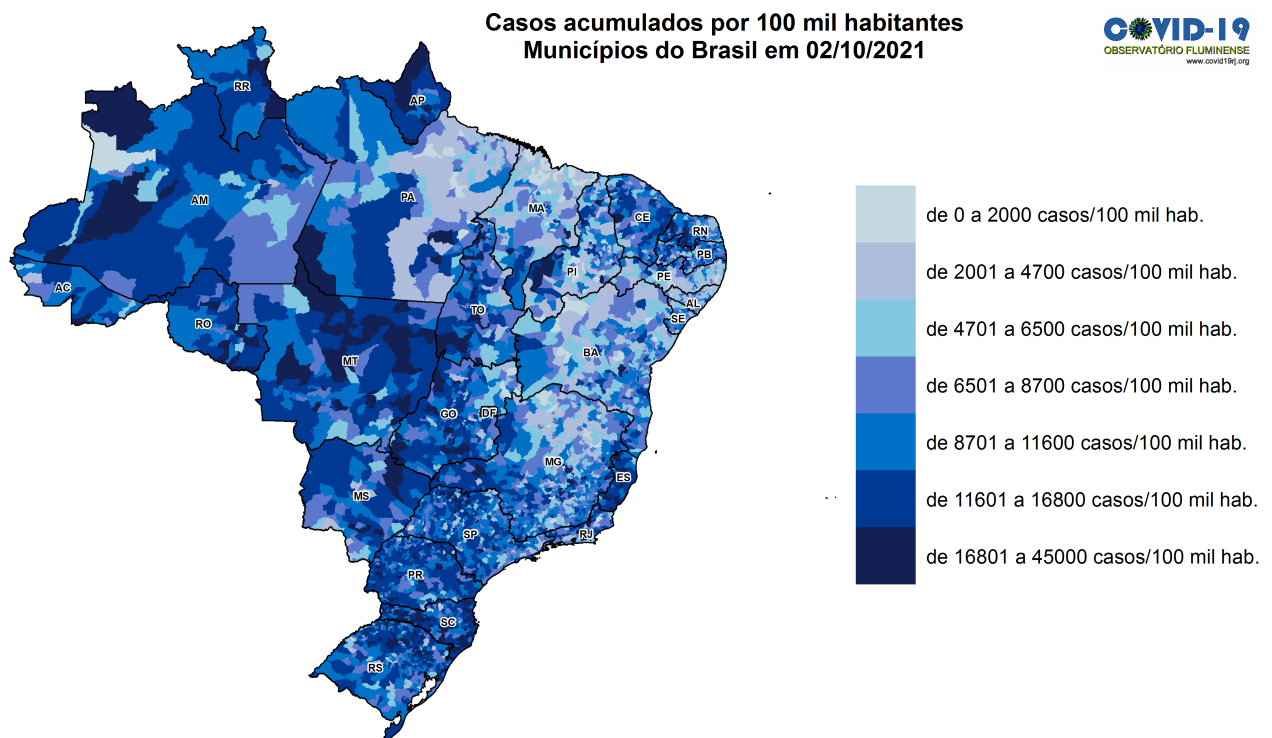 Casos acumulados por 100 mil habitantes
Municípios do Brasil em 02/10/2021
COVID-19
OBSERVATÓRIO FLUMINENSE
www.covid19rj.org
RR
AP
AM
PA
MA
CE
RN
PB
PI
PE
AC
AL
TO
SE
RO
BA
MT
GO
DF
MG
ES
MS
SP
RJ
PR
SC
RS
de 0 a 2000 casos/100 mil hab.
de 2001 a 4700 casos/100 mil hab.
de 4701 a 6500 casos/100 mil hab.
de 6501 a 8700 casos/100 mil hab.
de 8701 a 11600 casos/100 mil hab.
de 11601 a 16800 casos/100 mil hab.
de 16801 a 45000 casos/100 mil hab.